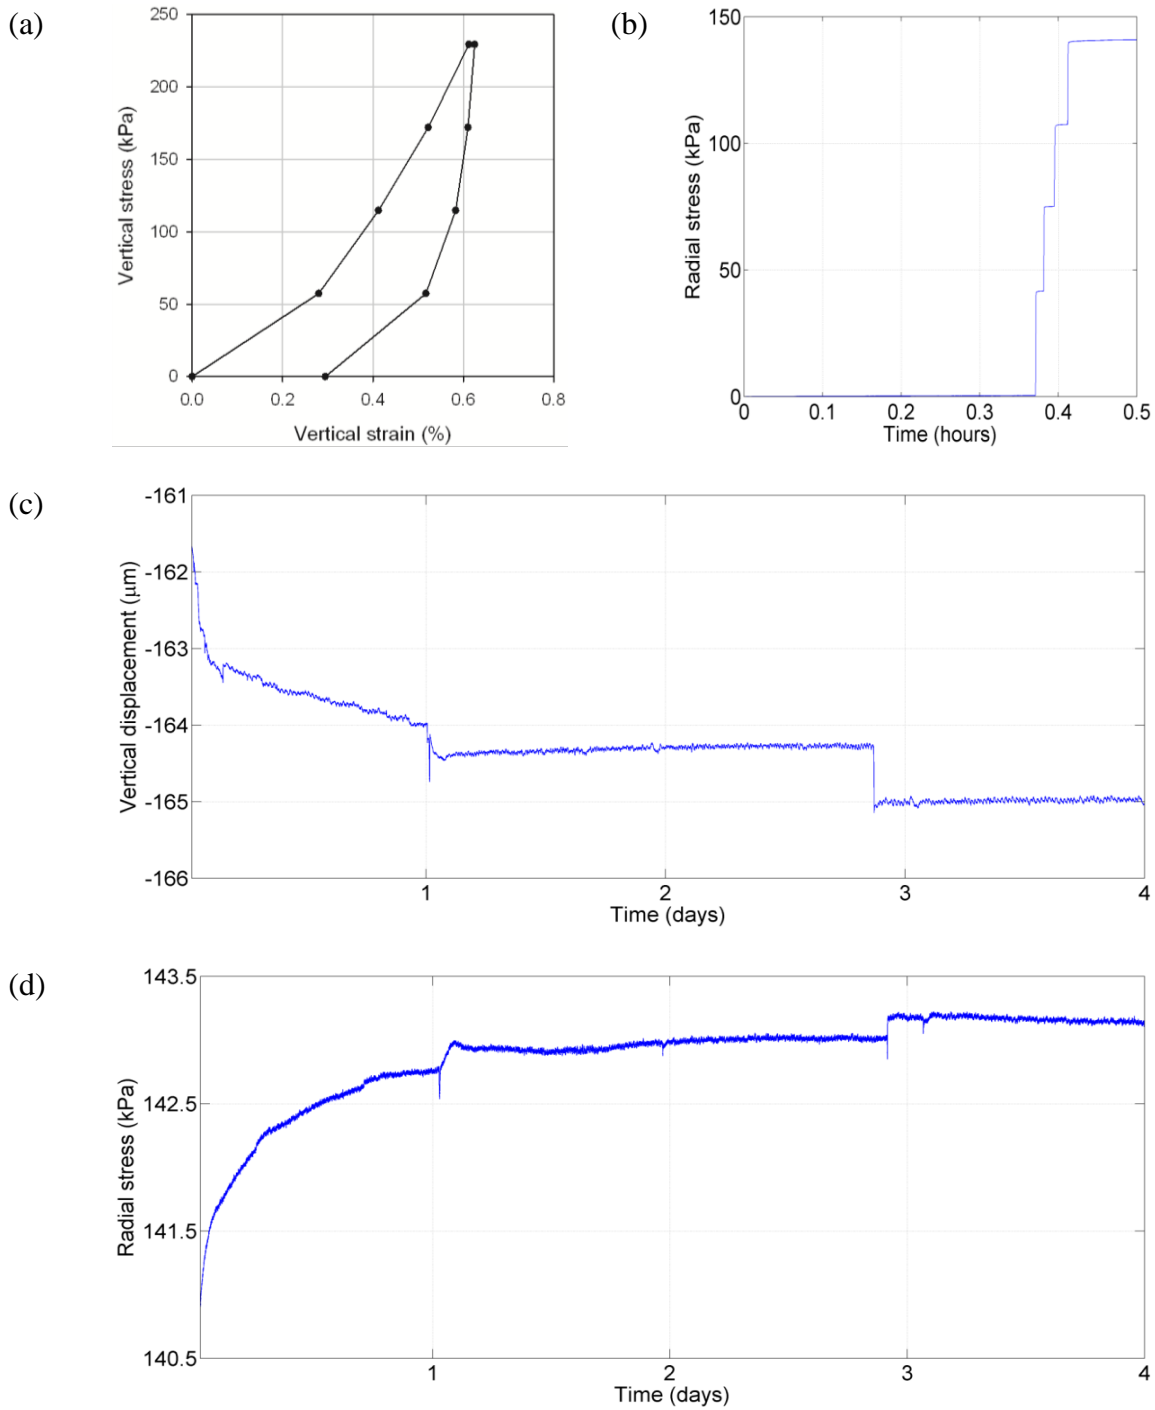 (a)
250
200
150
100
50
0
Vertical stress (kPa)
0.0 0.2 0.4 0.6 0.8
Vertical strain (%)
(b)
150
100
50
0
Radial stress (kPa)
0 0.1 0.2 0.3 0.4 0.5
Time (hours)
(c)
-161
-162
-163
-164
-165
-166
Vertical displacement (μm)
1 2 3 4
Time (days)
(d)
143.5
142.5
141.5
140.5
Radial stress (kPa)
1 2 3 4
Time (days)